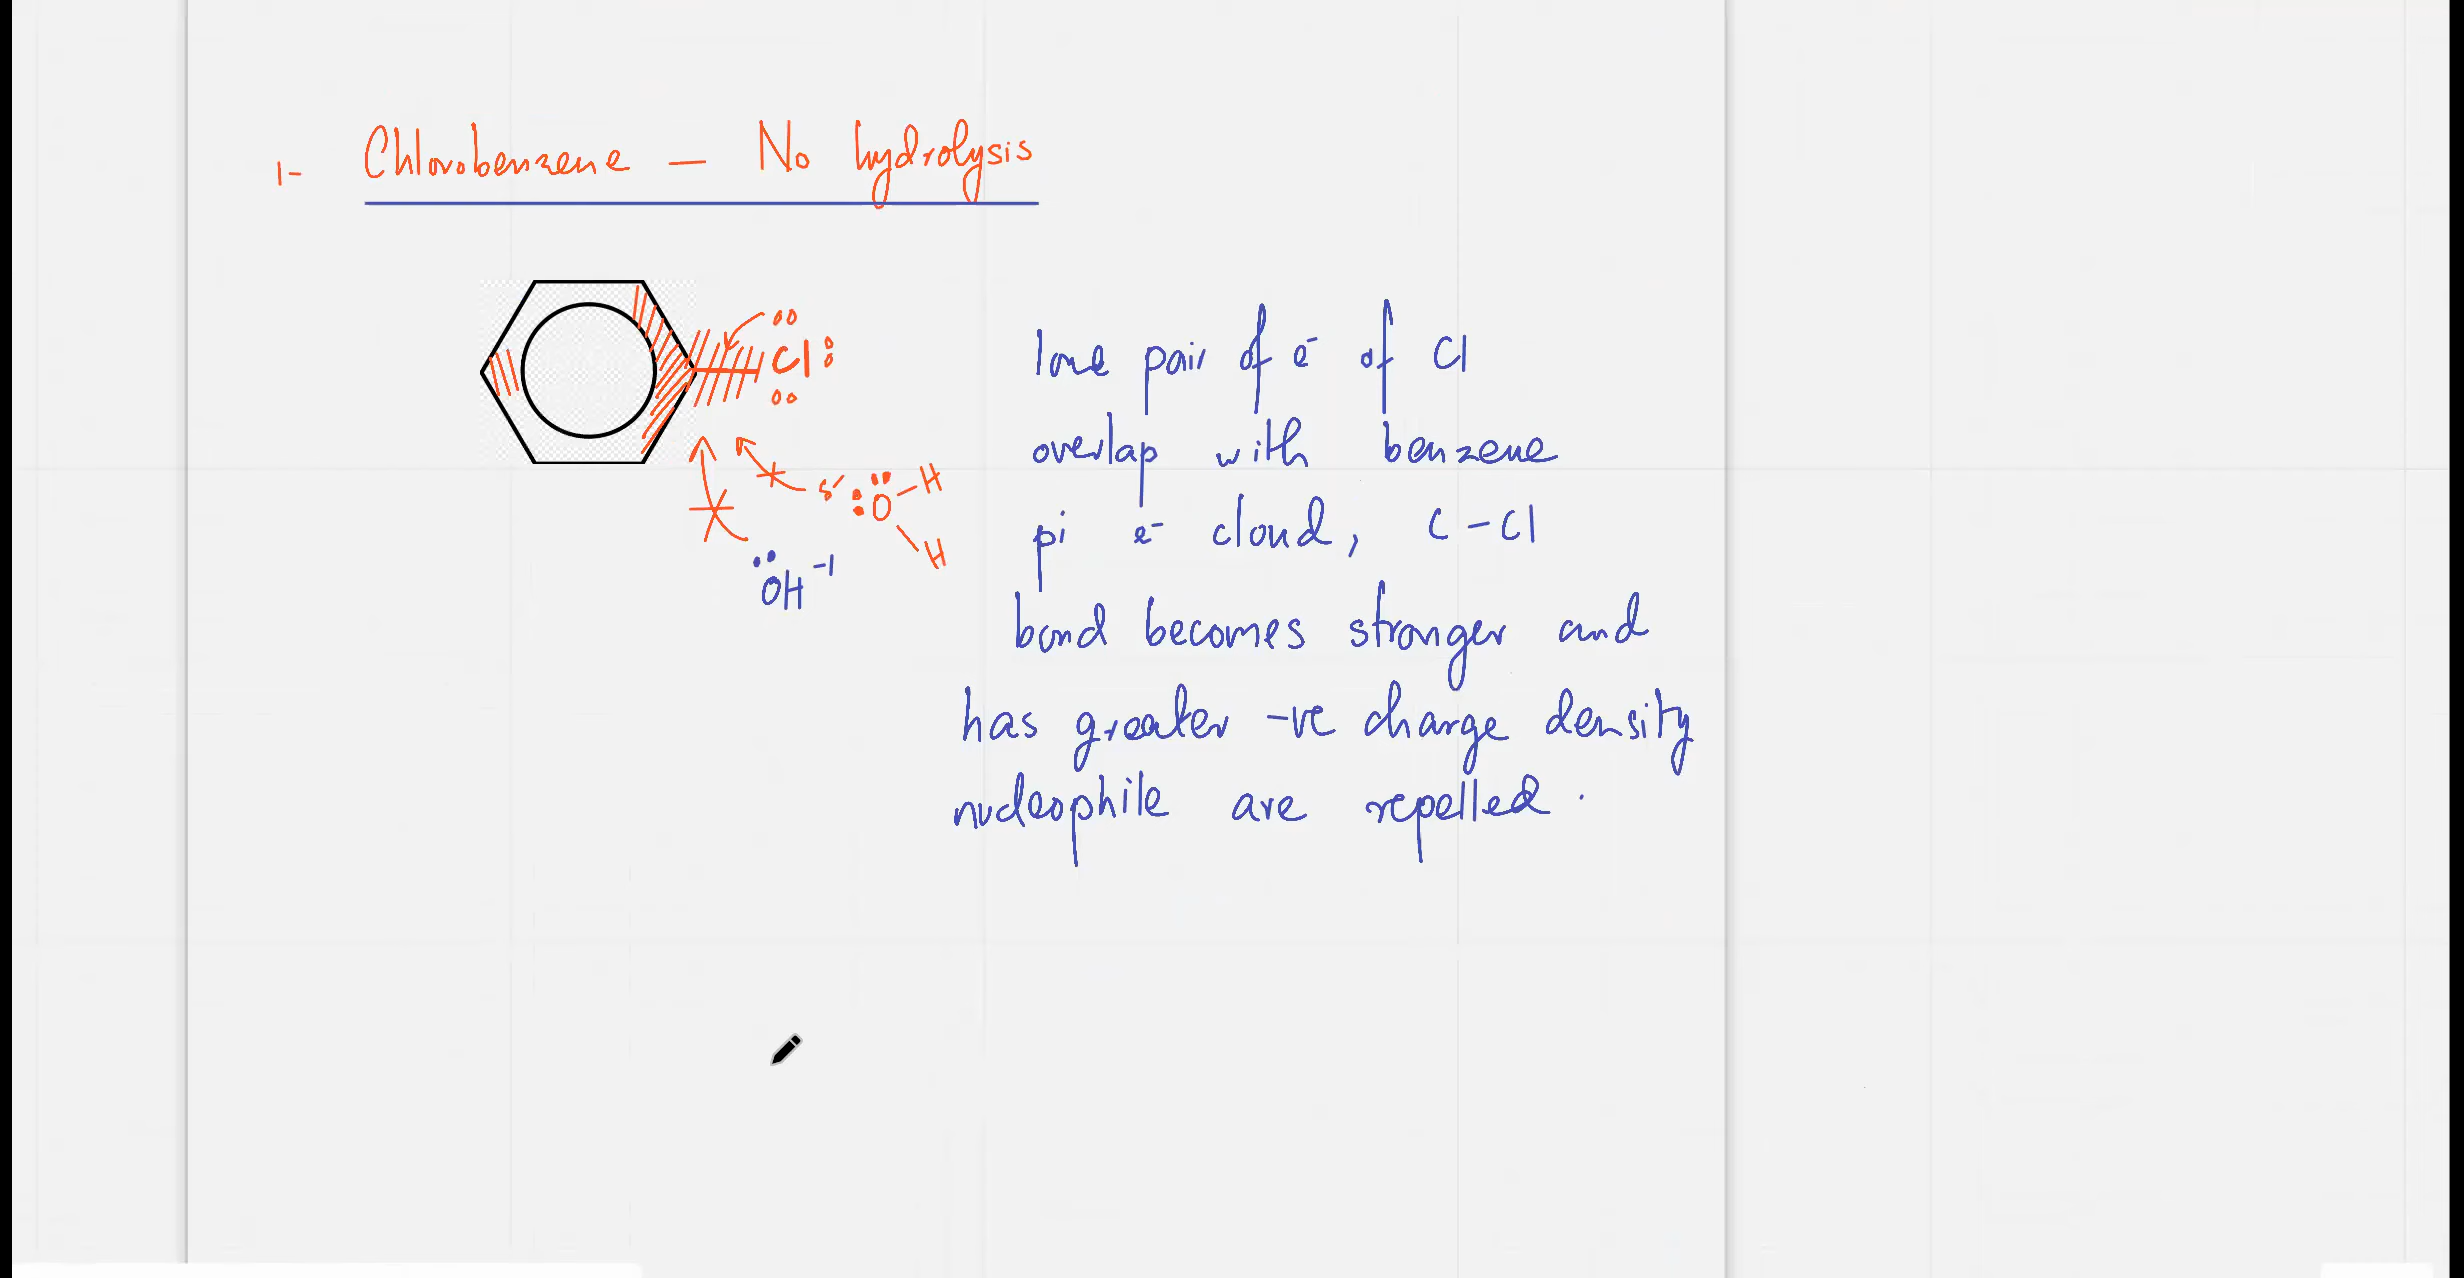 1- Chlorobenzene — No hydrolysis
Cl
δ- O-H
H
OH -1
lone pair of e- of Cl
overlap with benzene
pi e- cloud, C-Cl
bond becomes stronger and
has greater -ve charge density
nucleophile are repelled.